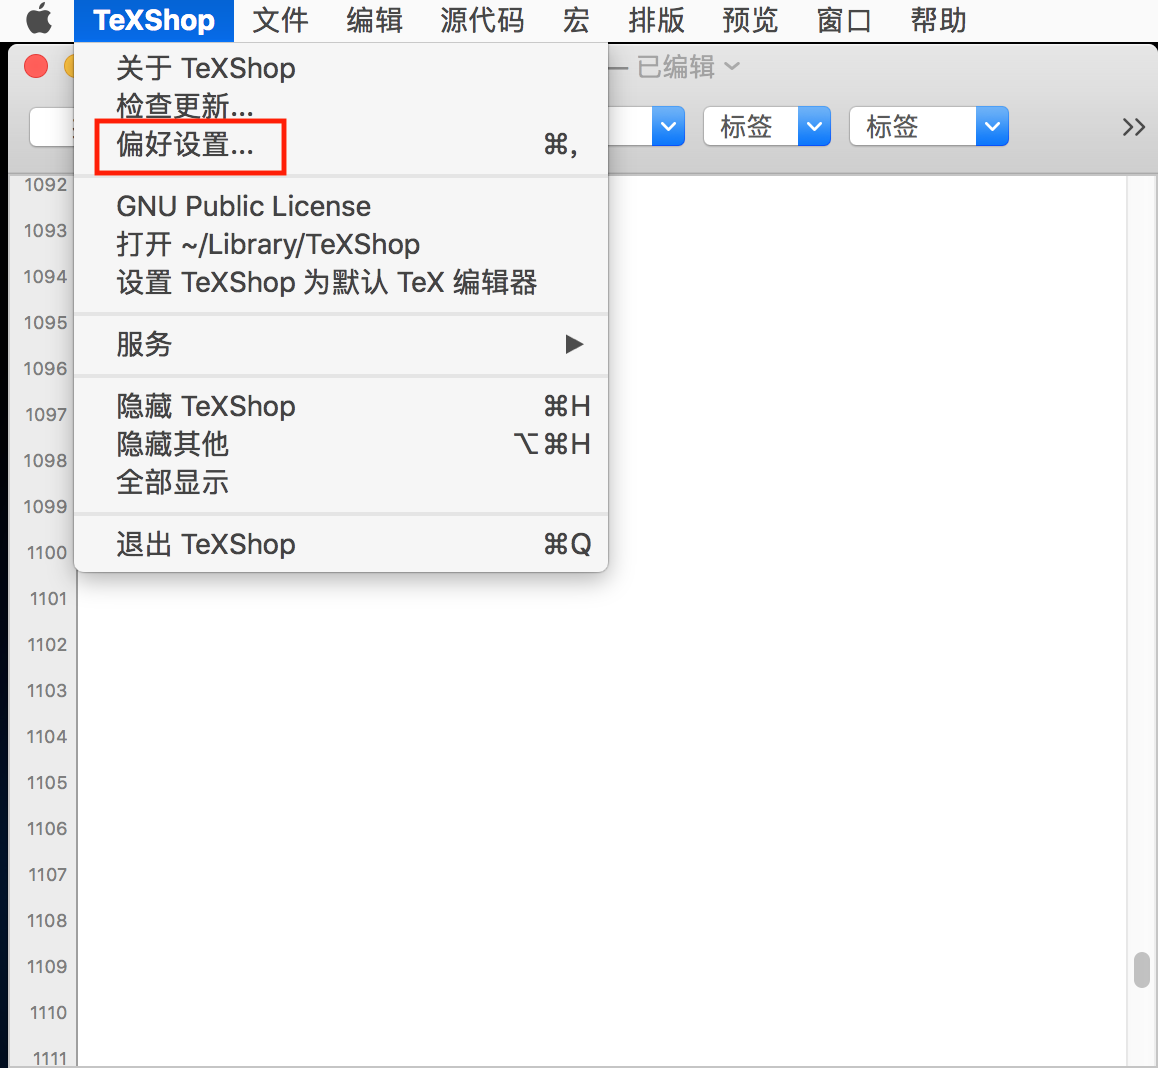 TeXShop 文件 编辑 源代码 宏 排版 预览 窗口 帮助
— 已编辑
关于 TeXShop
检查更新...
偏好设置... ⌘,
标签 标签
GNU Public License
打开 ~/Library/TeXShop
设置 TeXShop 为默认 TeX 编辑器
服务
隐藏 TeXShop ⌘H
隐藏其他 ⌥⌘H
全部显示
退出 TeXShop ⌘Q
1092
1093
1094
1095
1096
1097
1098
1099
1100
1101
1102
1103
1104
1105
1106
1107
1108
1109
1110
1111